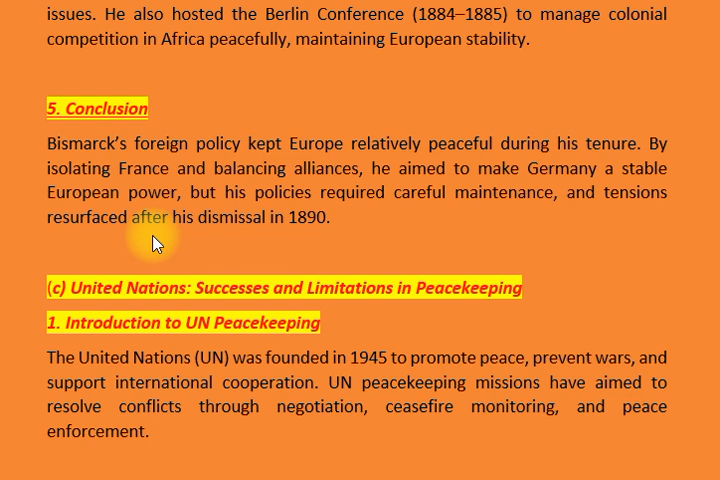 issues. He also hosted the Berlin Conference (1884–1885) to manage colonial
competition in Africa peacefully, maintaining European stability.
5. Conclusion
Bismarck’s foreign policy kept Europe relatively peaceful during his tenure. By
isolating France and balancing alliances, he aimed to make Germany a stable
European power, but his policies required careful maintenance, and tensions
resurfaced after his dismissal in 1890.
(c) United Nations: Successes and Limitations in Peacekeeping
1. Introduction to UN Peacekeeping
The United Nations (UN) was founded in 1945 to promote peace, prevent wars, and
support international cooperation. UN peacekeeping missions have aimed to
resolve conflicts through negotiation, ceasefire monitoring, and peace
enforcement.